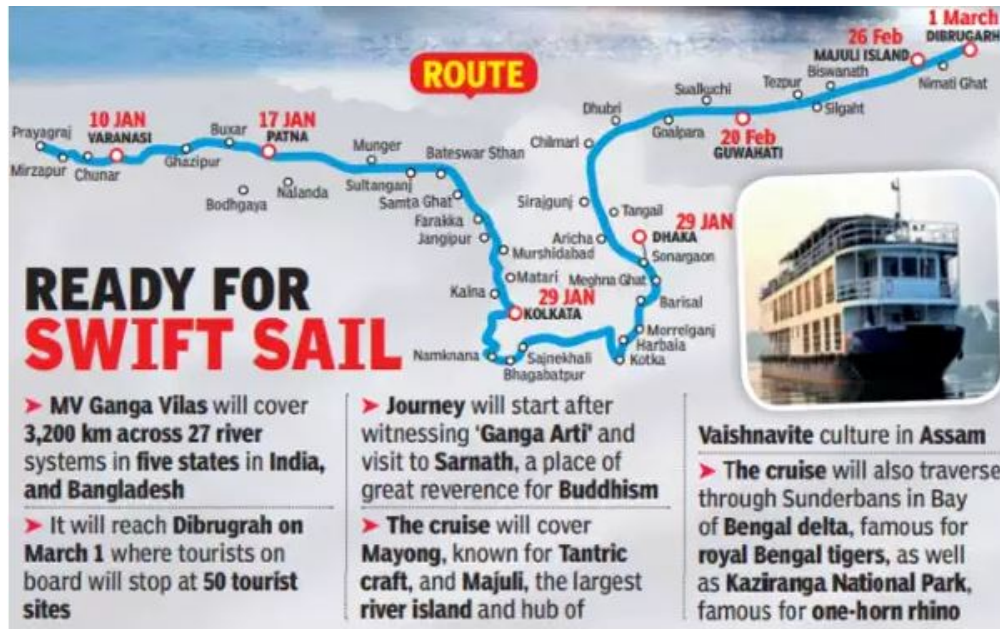 ROUTE
1 March
DIBRUGARH
26 Feb
MAJULI ISLAND
Nimati Ghat
Biswanath
Tezpur
Silgaht
Sualkuchi
20 Feb
GUWAHATI
Goalpara
Dhubri
Chilmari
Sirajgunj
Tangail
29 JAN
DHAKA
Aricha
Sonargaon
Meghna Ghat
Barisal
Morrelganj
Harbaia
Kotka
Prayagraj
Mirzapur
Chunar
10 JAN
VARANASI
Ghazipur
Buxar
17 JAN
PATNA
Bodhgaya
Nalanda
Munger
Sultanganj
Bateswar Sthan
Samta Ghat
Farakka
Jangipur
Murshidabad
Matari
Kalna
29 JAN
KOLKATA
Namknana
Bhagabatpur
Sajnekhali
READY FOR
SWIFT SAIL
➤ MV Ganga Vilas will cover
3,200 km across 27 river
systems in five states in India,
and Bangladesh
➤ It will reach Dibrugrah on
March 1 where tourists on
board will stop at 50 tourist
sites
➤ Journey will start after
witnessing 'Ganga Arti' and
visit to Sarnath, a place of
great reverence for Buddhism
➤ The cruise will cover
Mayong, known for Tantric
craft, and Majuli, the largest
river island and hub of
Vaishnavite culture in Assam
➤ The cruise will also traverse
through Sunderbans in Bay
of Bengal delta, famous for
royal Bengal tigers, as well
as Kaziranga National Park,
famous for one-horn rhino